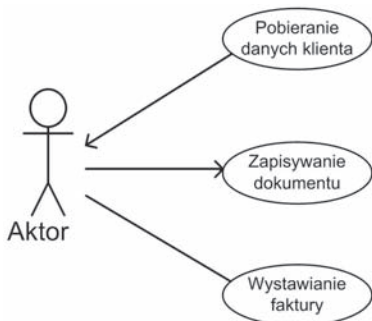 Pobieranie
danych klienta
Zapisywanie
dokumentu
Aktor
Wystawianie
faktury